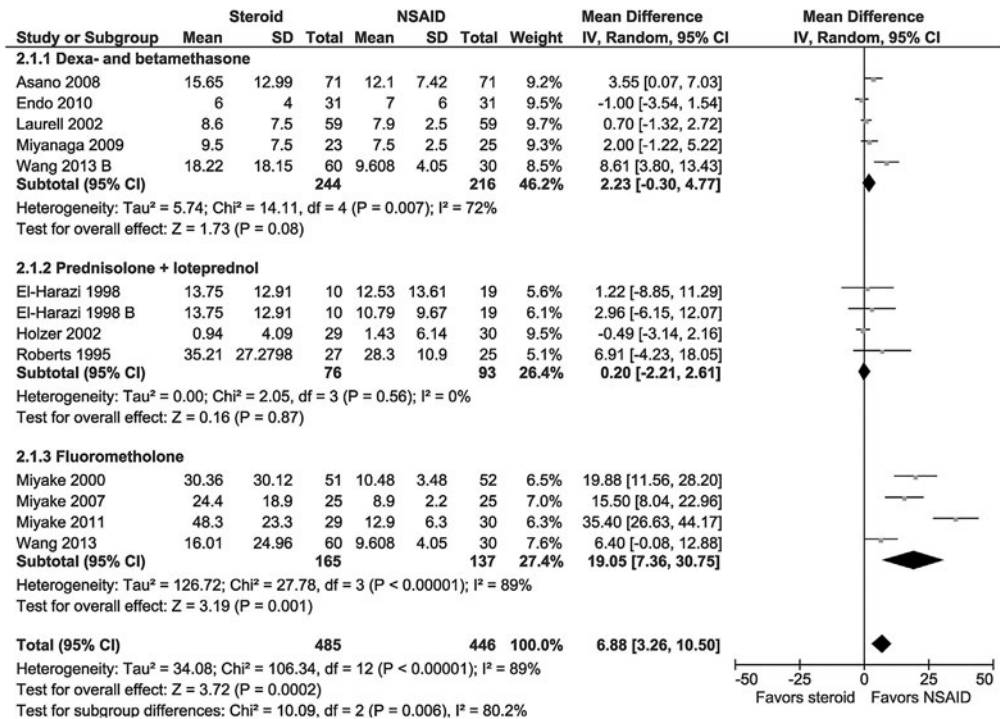 Steroid NSAID Mean Difference Mean Difference
Study or Subgroup Mean SD Total Mean SD Total Weight IV, Random, 95% CI IV, Random, 95% CI
2.1.1 Dexa- and betamethasone
Asano 2008 15.65 12.99 71 12.1 7.42 71 9.2% 3.55 [0.07, 7.03]
Endo 2010 6 4 31 7 6 31 9.5% -1.00 [-3.54, 1.54]
Laurell 2002 8.6 7.5 59 7.9 2.5 59 9.7% 0.70 [-1.32, 2.72]
Miyanaga 2009 9.5 7.5 23 7.5 2.5 25 9.3% 2.00 [-1.22, 5.22]
Wang 2013 B 18.22 18.15 60 9.608 4.05 30 8.5% 8.61 [3.80, 13.43]
Subtotal (95% CI) 244 216 46.2% 2.23 [-0.30, 4.77]
Heterogeneity: Tau² = 5.74; Chi² = 14.11, df = 4 (P = 0.007); I² = 72%
Test for overall effect: Z = 1.73 (P = 0.08)
2.1.2 Prednisolone + loteprednol
El-Harazi 1998 13.75 12.91 10 12.53 13.61 19 5.6% 1.22 [-8.85, 11.29]
El-Harazi 1998 B 13.75 12.91 10 10.79 9.67 19 6.1% 2.96 [-6.15, 12.07]
Holzer 2002 0.94 4.09 29 1.43 6.14 30 9.5% -0.49 [-3.14, 2.16]
Roberts 1995 35.21 27.2798 27 28.3 10.9 25 5.1% 6.91 [-4.23, 18.05]
Subtotal (95% CI) 76 93 26.4% 0.20 [-2.21, 2.61]
Heterogeneity: Tau² = 0.00; Chi² = 2.05, df = 3 (P = 0.56); I² = 0%
Test for overall effect: Z = 0.16 (P = 0.87)
2.1.3 Fluorometholone
Miyake 2000 30.36 30.12 51 10.48 3.48 52 6.5% 19.88 [11.56, 28.20]
Miyake 2007 24.4 18.9 25 8.9 2.2 25 7.0% 15.50 [8.04, 22.96]
Miyake 2011 48.3 23.3 29 12.9 6.3 30 6.3% 35.40 [26.63, 44.17]
Wang 2013 16.01 24.96 60 9.608 4.05 30 7.6% 6.40 [-0.08, 12.88]
Subtotal (95% CI) 165 137 27.4% 19.05 [7.36, 30.75]
Heterogeneity: Tau² = 126.72; Chi² = 27.78, df = 3 (P < 0.00001); I² = 89%
Test for overall effect: Z = 3.19 (P = 0.001)
Total (95% CI) 485 446 100.0% 6.88 [3.26, 10.50]
Heterogeneity: Tau² = 34.08; Chi² = 106.34, df = 12 (P < 0.00001); I² = 89%
Test for overall effect: Z = 3.72 (P = 0.0002)
Test for subgroup differences: Chi² = 10.09, df = 2 (P = 0.006), I² = 80.2%
-50 -25 0 25 50
Favors steroid Favors NSAID